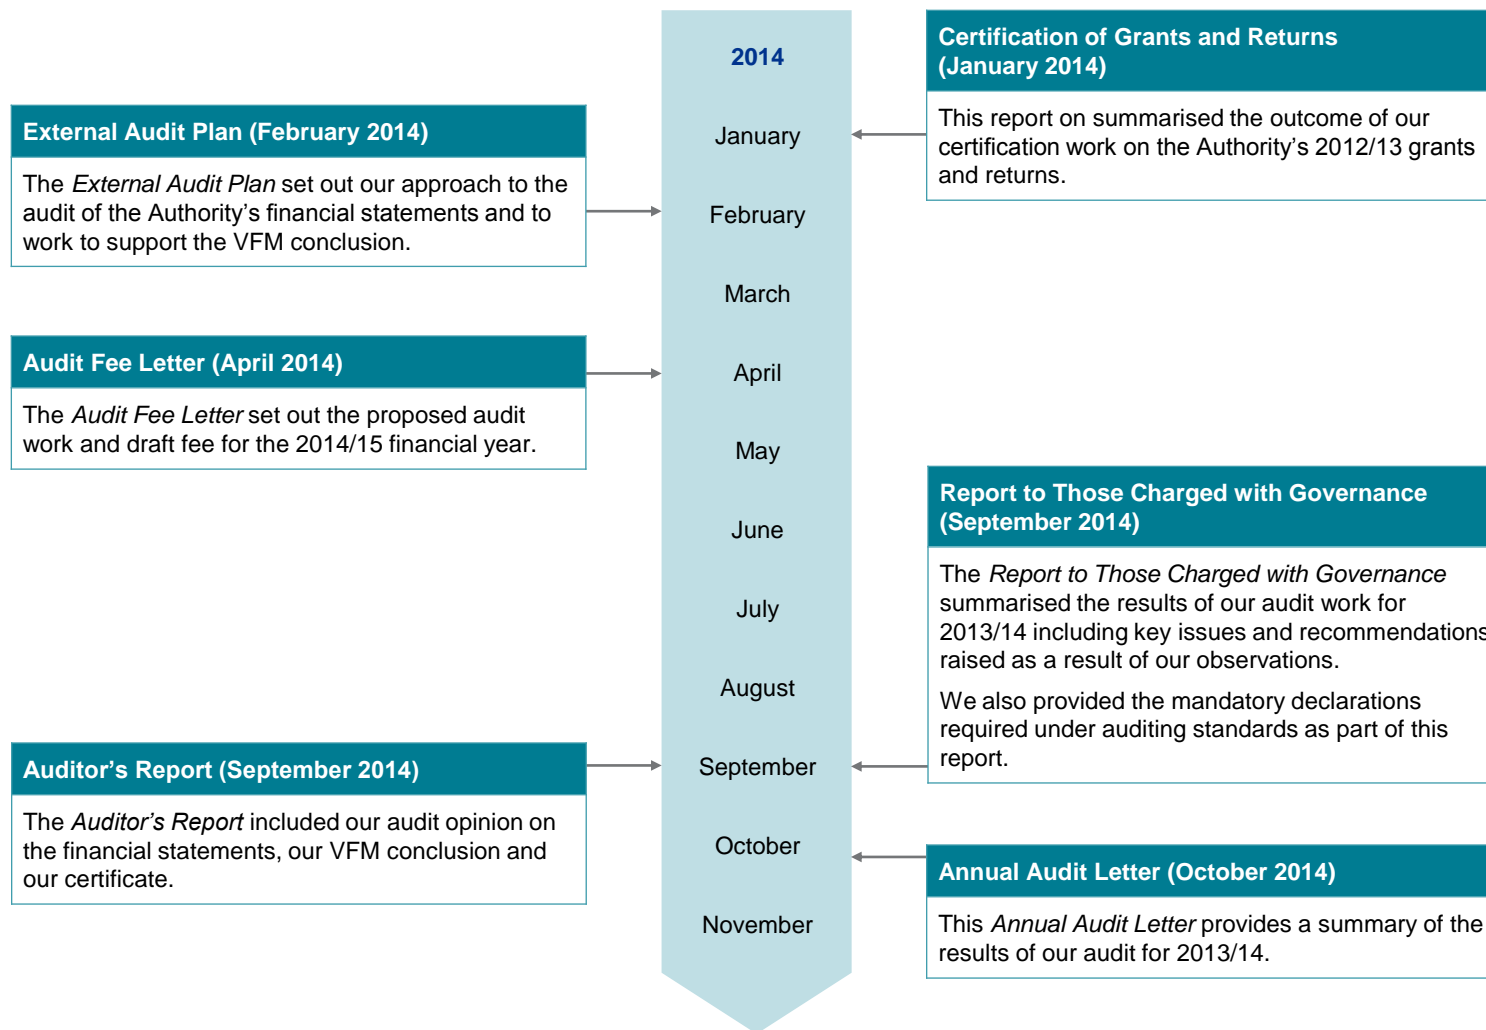 2014
January
February
March
April
May
June
July
August
September
October
November
External Audit Plan (February 2014)
The External Audit Plan set out our approach to the
audit of the Authority’s financial statements and to
work to support the VFM conclusion.
Audit Fee Letter (April 2014)
The Audit Fee Letter set out the proposed audit
work and draft fee for the 2014/15 financial year.
Auditor’s Report (September 2014)
The Auditor’s Report included our audit opinion on
the financial statements, our VFM conclusion and
our certificate.
Certification of Grants and Returns
(January 2014)
This report on summarised the outcome of our
certification work on the Authority’s 2012/13 grants
and returns.
Report to Those Charged with Governance
(September 2014)
The Report to Those Charged with Governance
summarised the results of our audit work for
2013/14 including key issues and recommendations
raised as a result of our observations.
We also provided the mandatory declarations
required under auditing standards as part of this
report.
Annual Audit Letter (October 2014)
This Annual Audit Letter provides a summary of the
results of our audit for 2013/14.